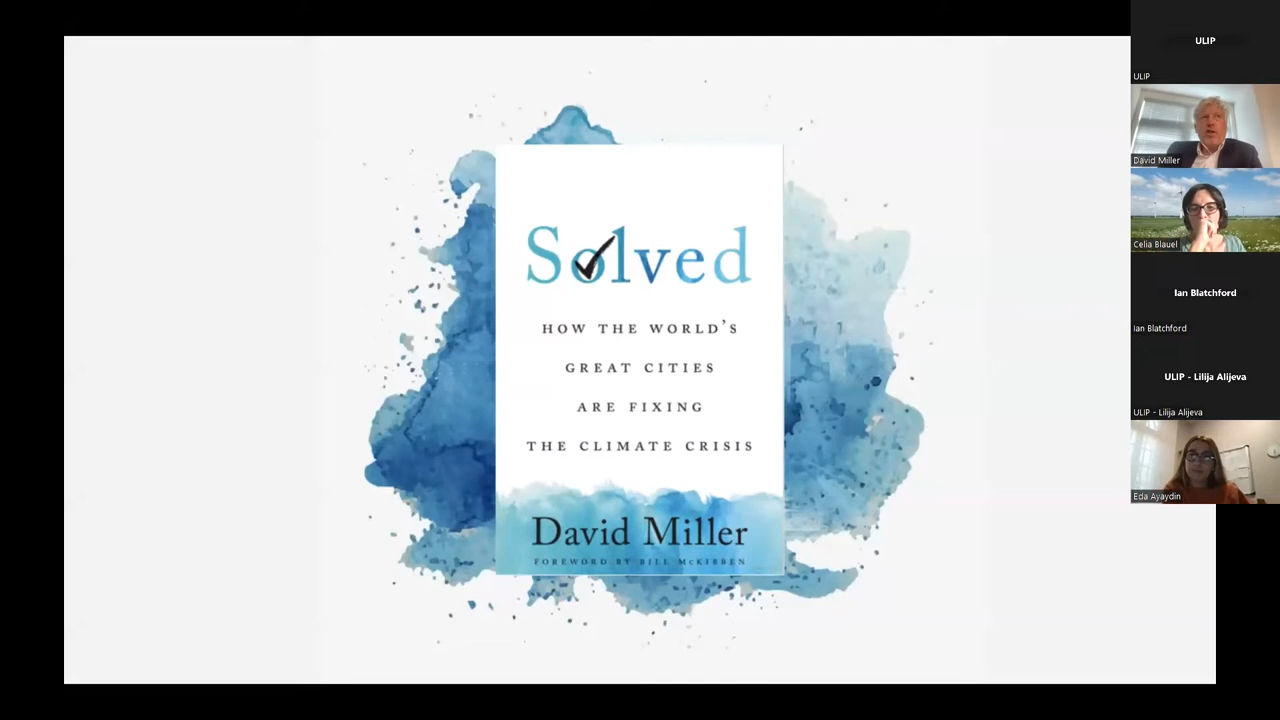 Solved
HOW THE WORLD'S
GREAT CITIES
ARE FIXING
THE CLIMATE CRISIS
David Miller
FOREWORD BY BILL McKIBBEN
ULIP
ULIP
David Miller
Celia Blauel
Ian Blatchford
Ian Blatchford
ULIP - Lilija Alijeva
ULIP - Lilija Alijeva
Eda Ayaydin